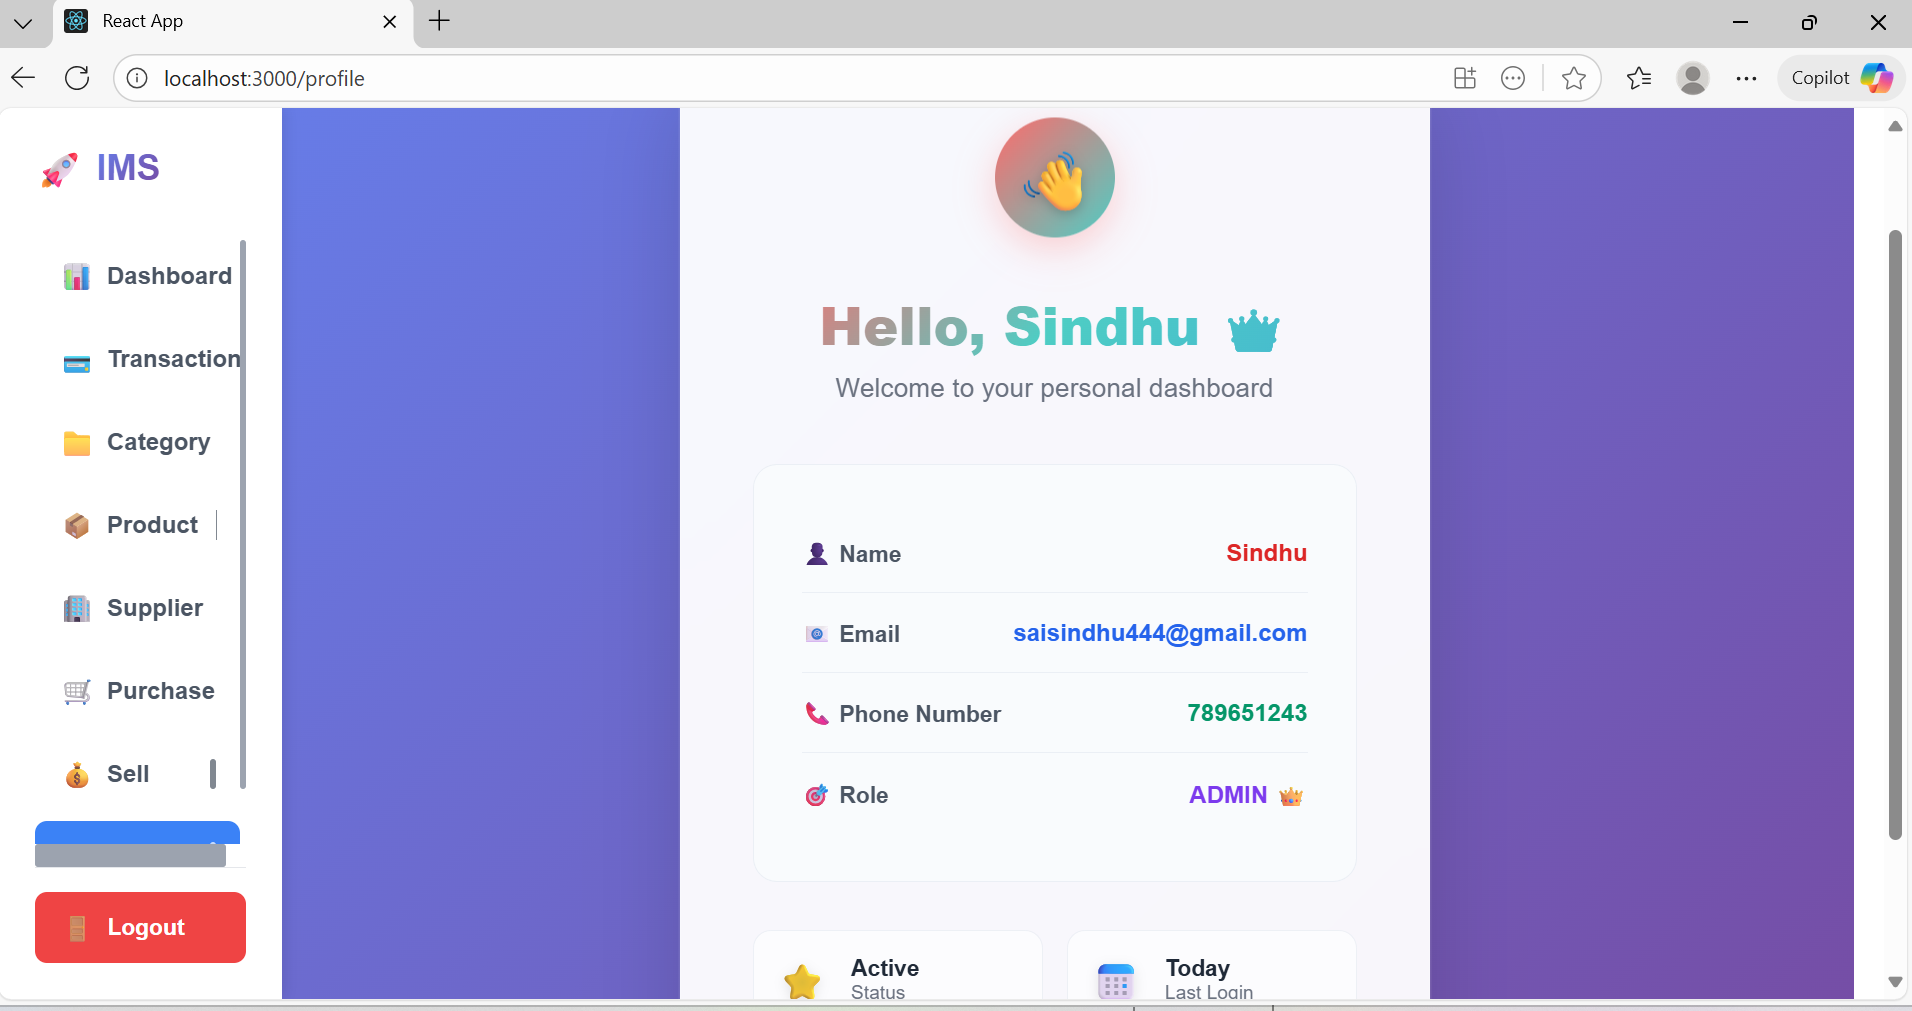 React App
localhost:3000/profile
Copilot
IMS
Dashboard
Transaction
Category
Product
Supplier
Purchase
Sell
Logout
Hello, Sindhu
Welcome to your personal dashboard
Name Sindhu
Email saisindhu444@gmail.com
Phone Number 789651243
Role ADMIN
Active
Status
Today
Last Login